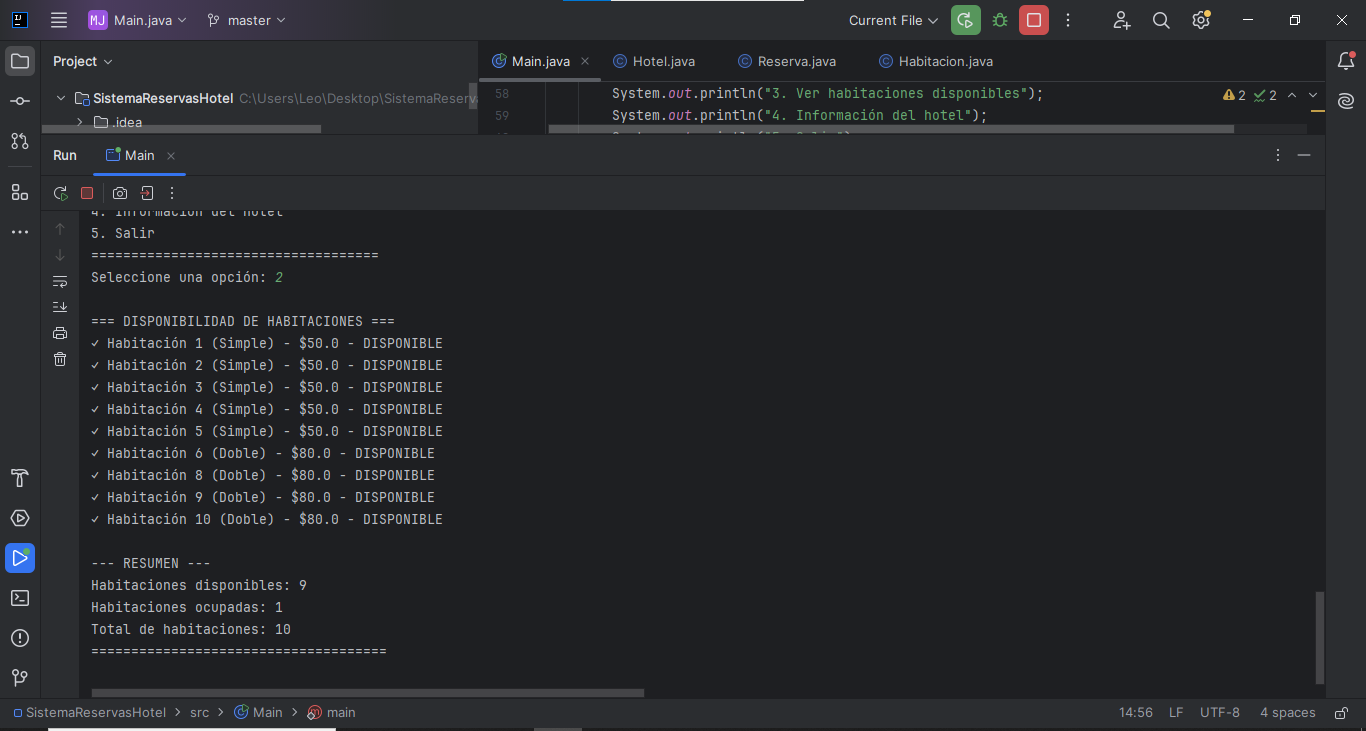 MJ Main.java master Current File
Project
Main.java Hotel.java Reserva.java Habitacion.java
SistemaReservasHotel C:\Users\Leo\Desktop\SistemaReserva
.idea
58 System.out.println("3. Ver habitaciones disponibles");
59 System.out.println("4. Información del hotel");
2 2
Run Main
4. Información del hotel
5. Salir
====================================
Seleccione una opción: 2
=== DISPONIBILIDAD DE HABITACIONES ===
✓ Habitación 1 (Simple) - $50.0 - DISPONIBLE
✓ Habitación 2 (Simple) - $50.0 - DISPONIBLE
✓ Habitación 3 (Simple) - $50.0 - DISPONIBLE
✓ Habitación 4 (Simple) - $50.0 - DISPONIBLE
✓ Habitación 5 (Simple) - $50.0 - DISPONIBLE
✓ Habitación 6 (Doble) - $80.0 - DISPONIBLE
✓ Habitación 8 (Doble) - $80.0 - DISPONIBLE
✓ Habitación 9 (Doble) - $80.0 - DISPONIBLE
✓ Habitación 10 (Doble) - $80.0 - DISPONIBLE
--- RESUMEN ---
Habitaciones disponibles: 9
Habitaciones ocupadas: 1
Total de habitaciones: 10
=====================================
SistemaReservasHotel > src > Main > main 14:56 LF UTF-8 4 spaces